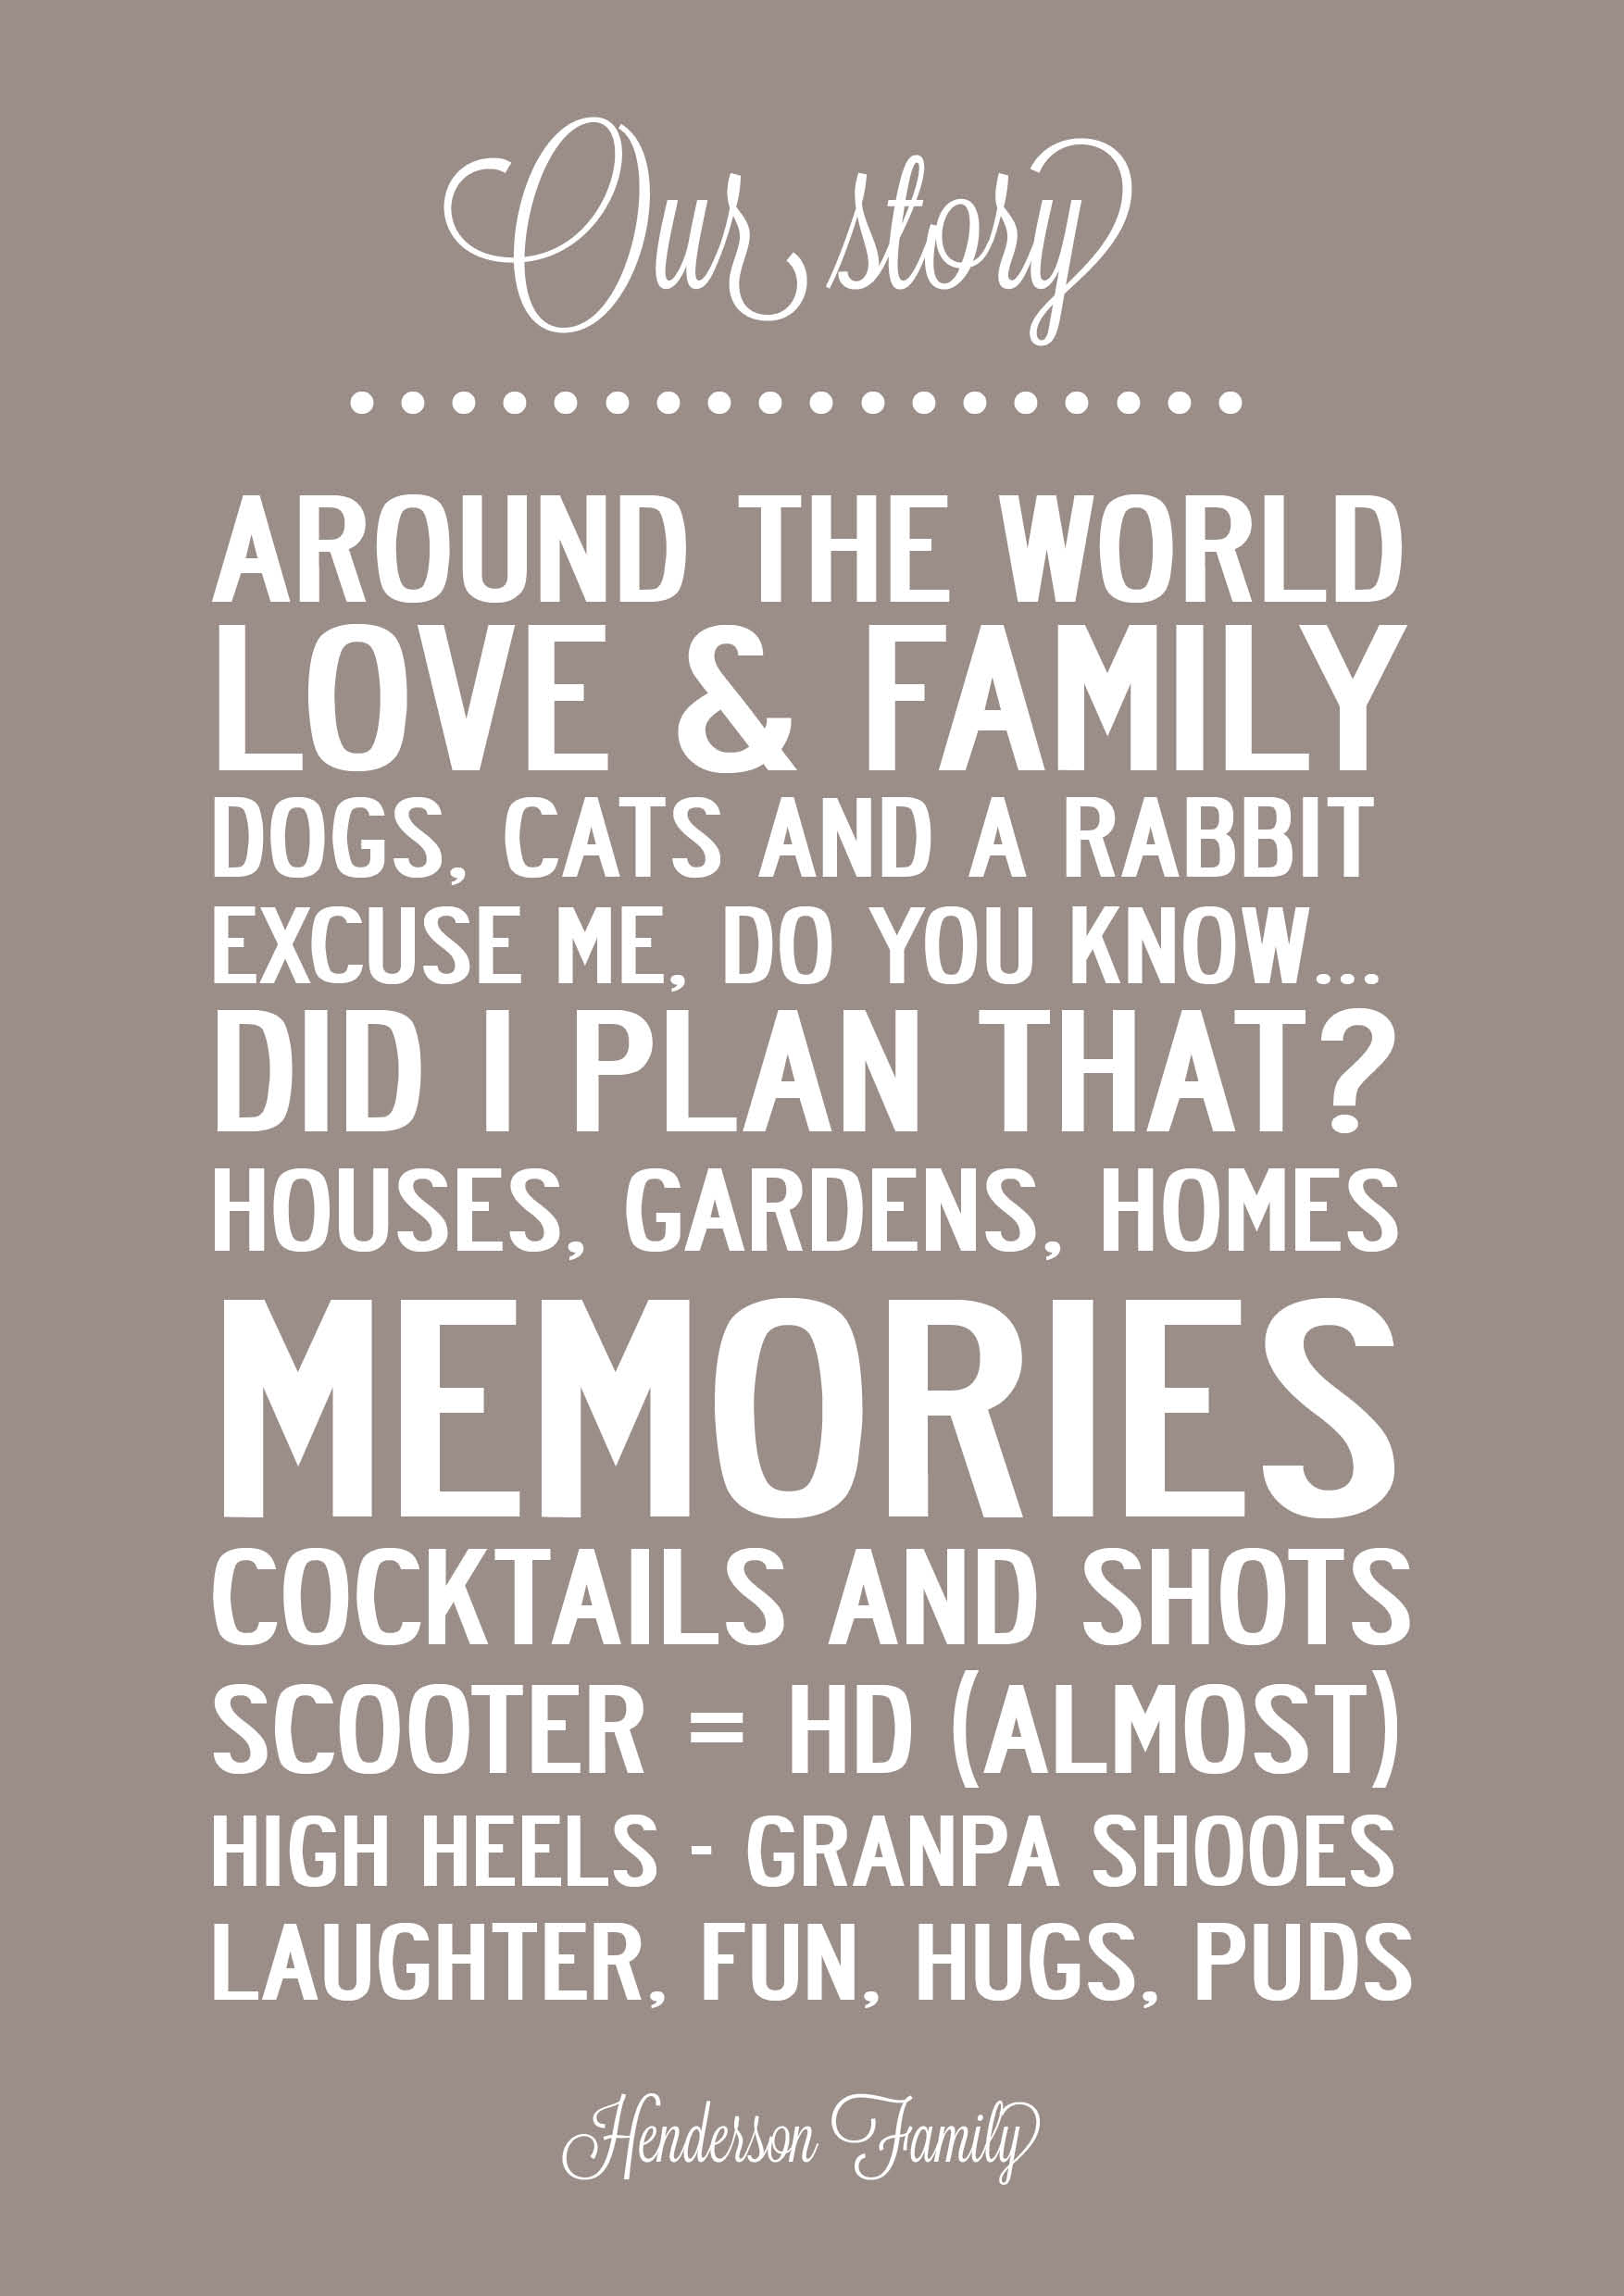 Our story
AROUND THE WORLD
LOVE & FAMILY
DOGS, CATS AND A RABBIT
EXCUSE ME, DO YOU KNOW...
DID I PLAN THAT?
HOUSES, GARDENS, HOMES
MEMORIES
COCKTAILS AND SHOTS
SCOOTER = HD (ALMOST)
HIGH HEELS - GRANPA SHOOES
LAUGHTER, FUN, HUGS, PUDS
Henderson Family